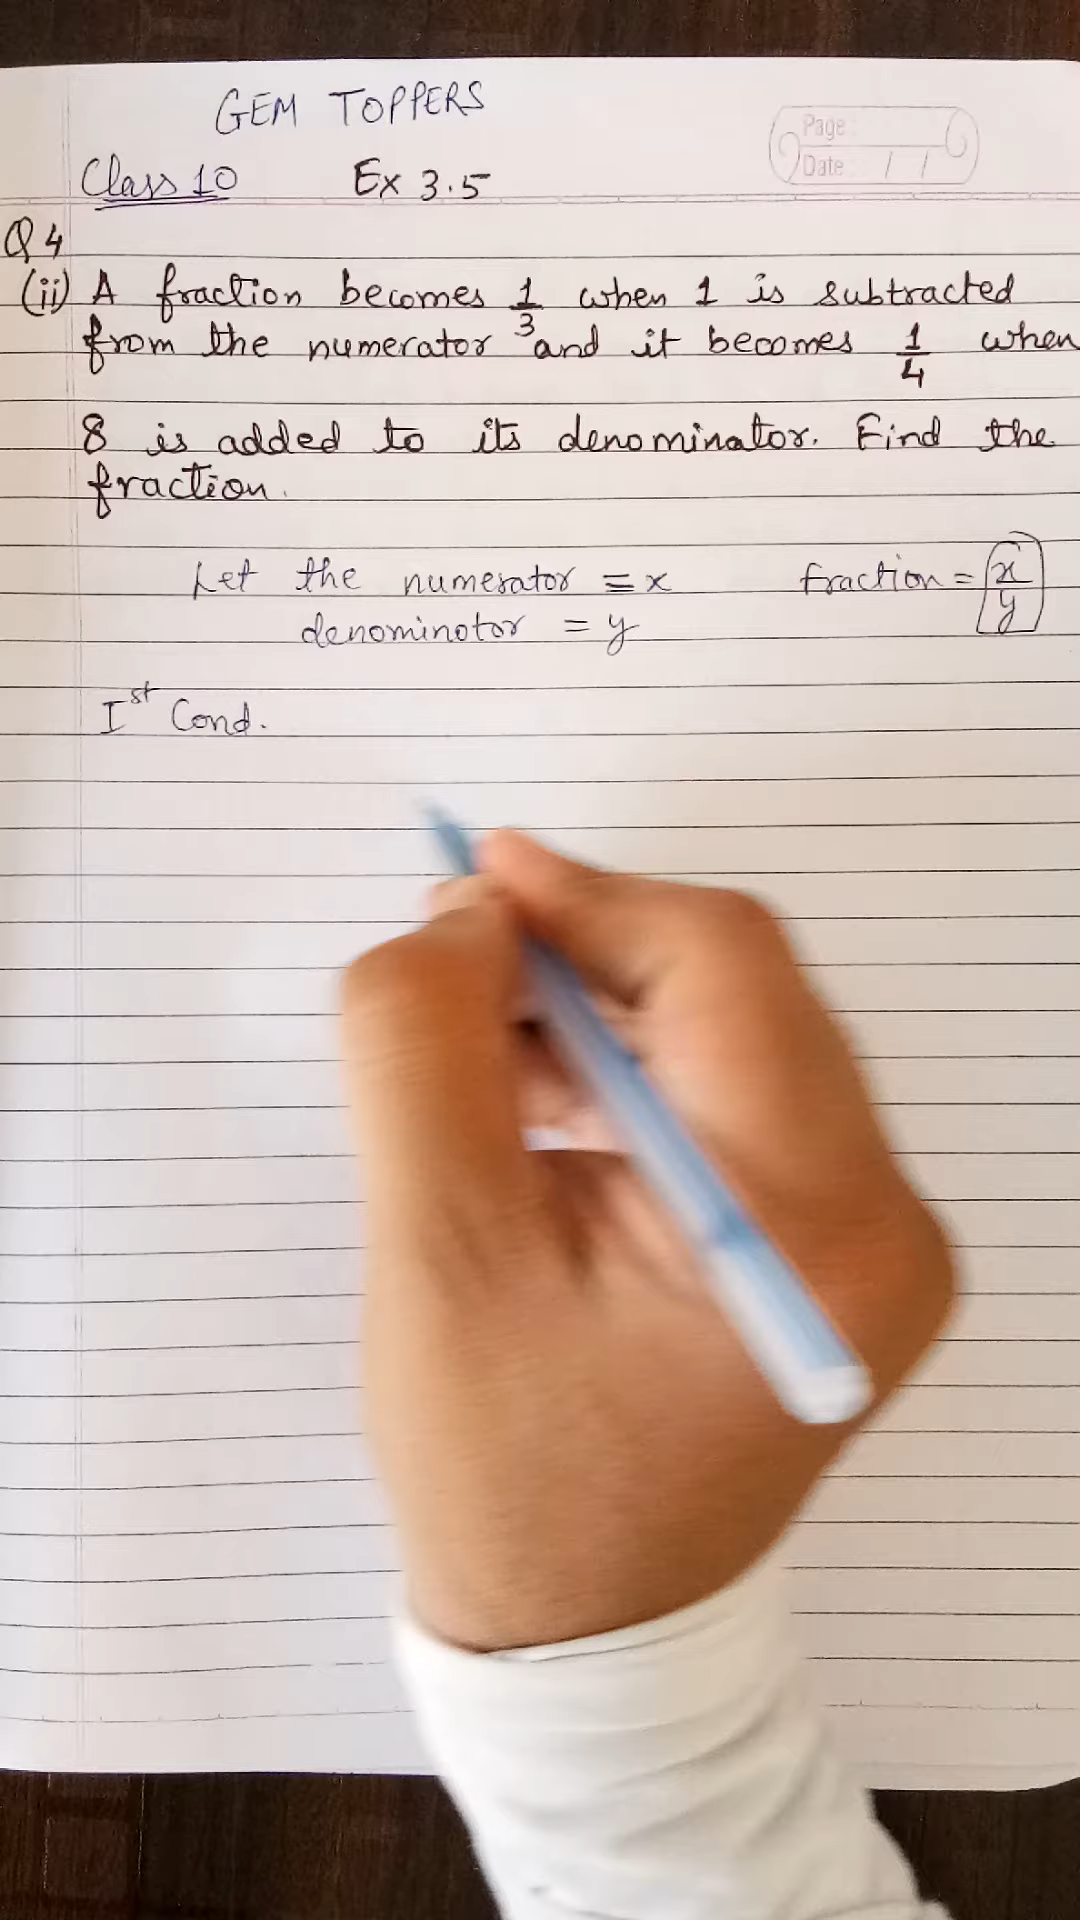 GEM TOPPERS
Page:
Date: / /
Class 10 Ex 3.5
Q 4
(ii) A fraction becomes 1/3 when 1 is subtracted
from the numerator and it becomes 1/4 when
8 is added to its denominator. Find the
fraction.
Let the numerator = x fraction = x/y
denominotor = y
Ist Cond.